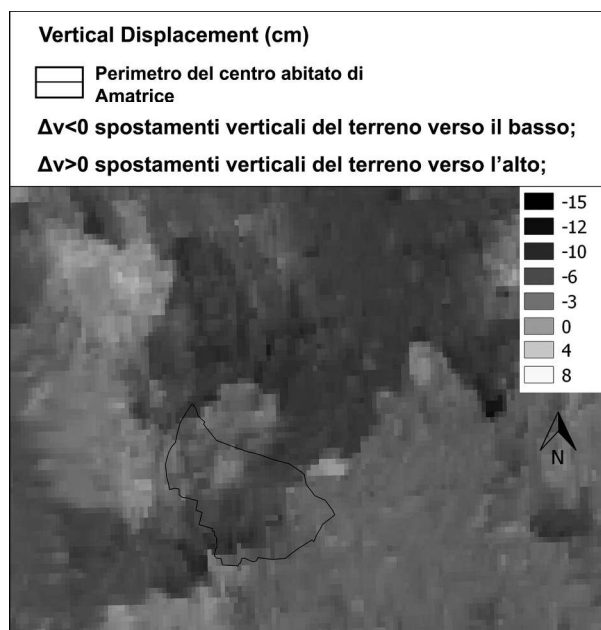 Vertical Displacement (cm)
Perimetro del centro abitato di
Amatrice
Δv<0 spostamenti verticali del terreno verso il basso;
Δv>0 spostamenti verticali del terreno verso l'alto;
-15
-12
-10
-6
-3
0
4
8
N